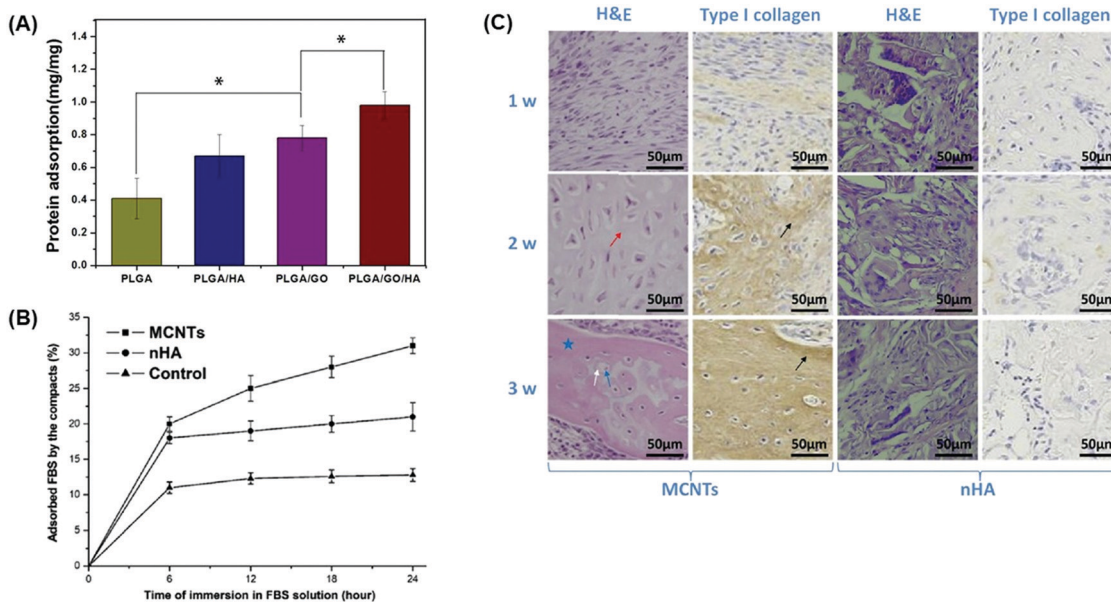 (A)
Protein adsorption(mg/mg)
1.4
1.2
1.0
0.8
0.6
0.4
0.2
0.0
*
*
PLGA PLGA/HA PLGA/GO PLGA/GO/HA
(B)
Adsorbed FBS by the compacts (%)
35
30
25
20
15
10
5
0
MCNTs
nHA
Control
0 6 12 18 24
Time of immersion in FBS solution (hour)
(C)
H&E Type I collagen H&E Type I collagen
1 w
50μm 50μm 50μm 50μm
2 w
50μm 50μm 50μm 50μm
3 w
50μm 50μm 50μm 50μm
MCNTs nHA